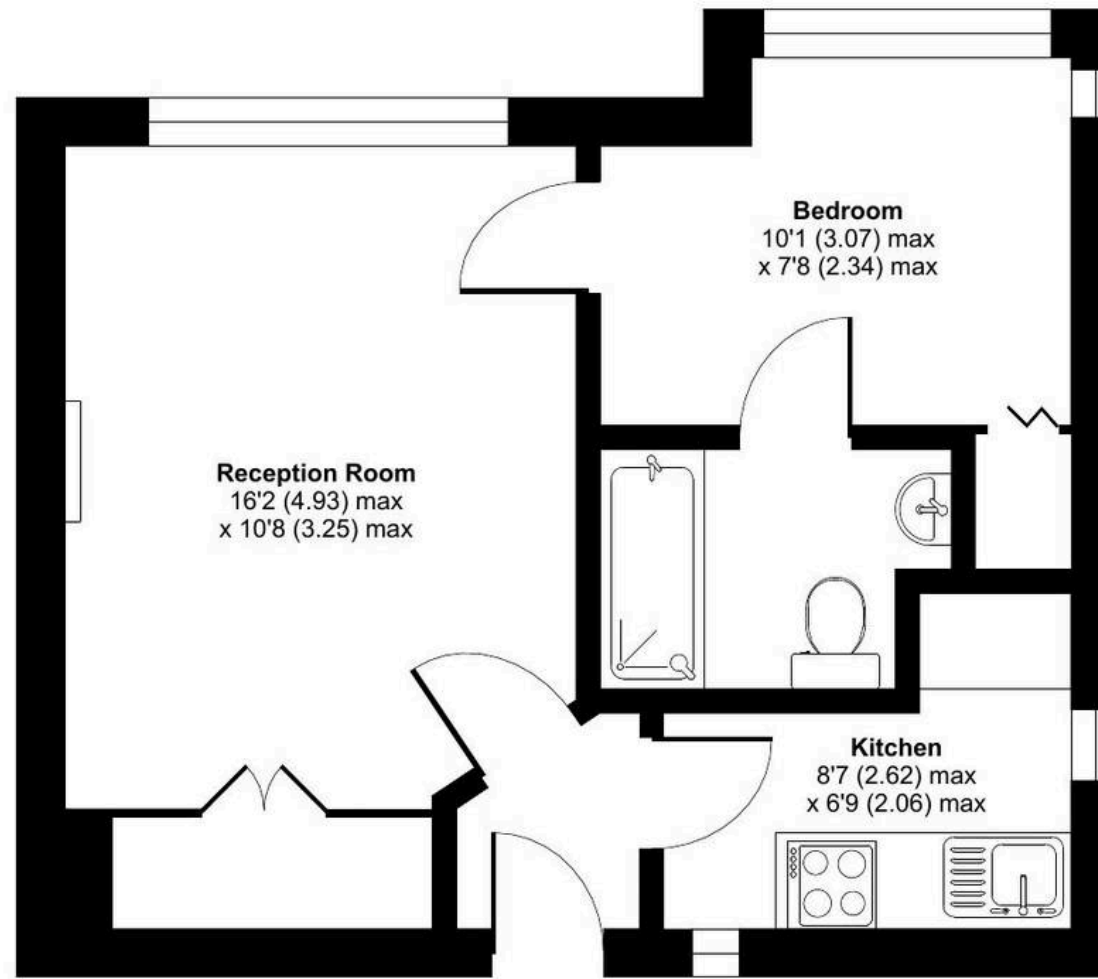 Bedroom
10'1 (3.07) max
x 7'8 (2.34) max
Reception Room
16'2 (4.93) max
x 10'8 (3.25) max
Kitchen
8'7 (2.62) max
x 6'9 (2.06) max